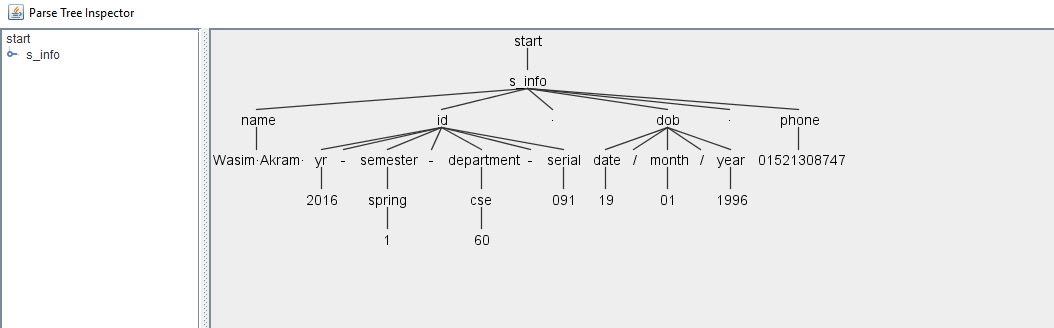 Parse Tree Inspector
start
s_info
start
s_info
name id · dob · phone
Wasim·Akram· yr - semester - department - serial date / month / year 01521308747
2016 spring cse 091 19 01 1996
1 60